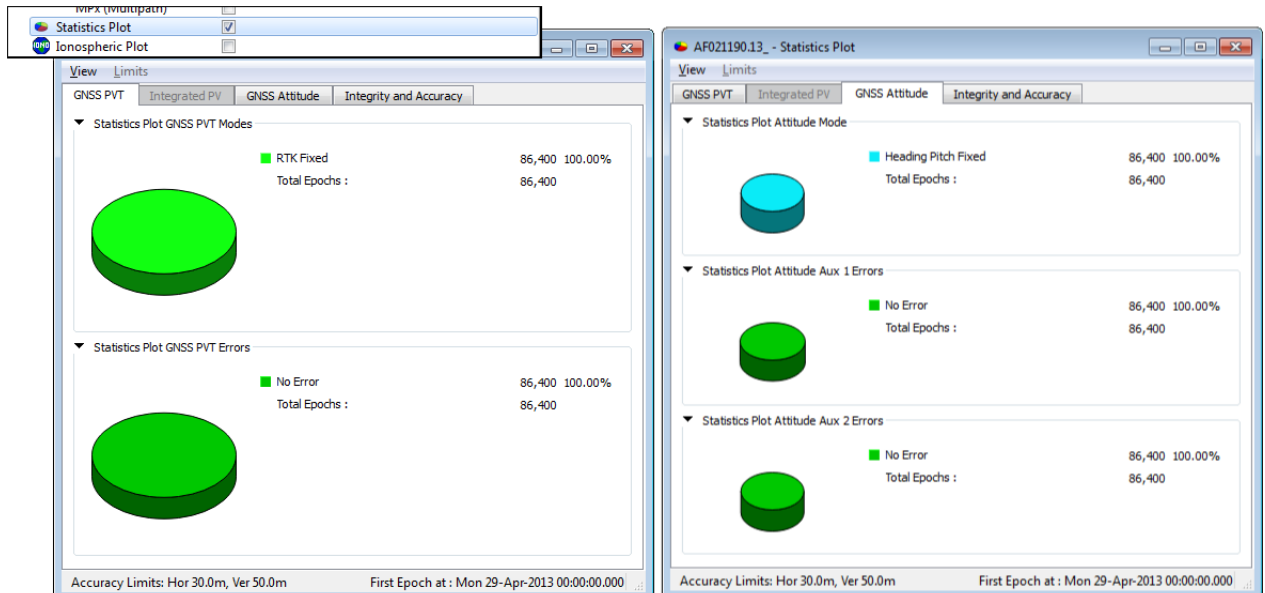 MPx (Multipath)
Statistics Plot
IONO Ionospheric Plot
View Limits
GNSS PVT Integrated PV GNSS Attitude Integrity and Accuracy
Statistics Plot GNSS PVT Modes
RTK Fixed 86,400 100.00%
Total Epochs : 86,400
Statistics Plot GNSS PVT Errors
No Error 86,400 100.00%
Total Epochs : 86,400
Accuracy Limits: Hor 30.0m, Ver 50.0m First Epoch at : Mon 29-Apr-2013 00:00:00.000
AF021190.13_ - Statistics Plot
View Limits
GNSS PVT Integrated PV GNSS Attitude Integrity and Accuracy
Statistics Plot Attitude Mode
Heading Pitch Fixed 86,400 100.00%
Total Epochs : 86,400
Statistics Plot Attitude Aux 1 Errors
No Error 86,400 100.00%
Total Epochs : 86,400
Statistics Plot Attitude Aux 2 Errors
No Error 86,400 100.00%
Total Epochs : 86,400
Accuracy Limits: Hor 30.0m, Ver 50.0m First Epoch at : Mon 29-Apr-2013 00:00:00.000